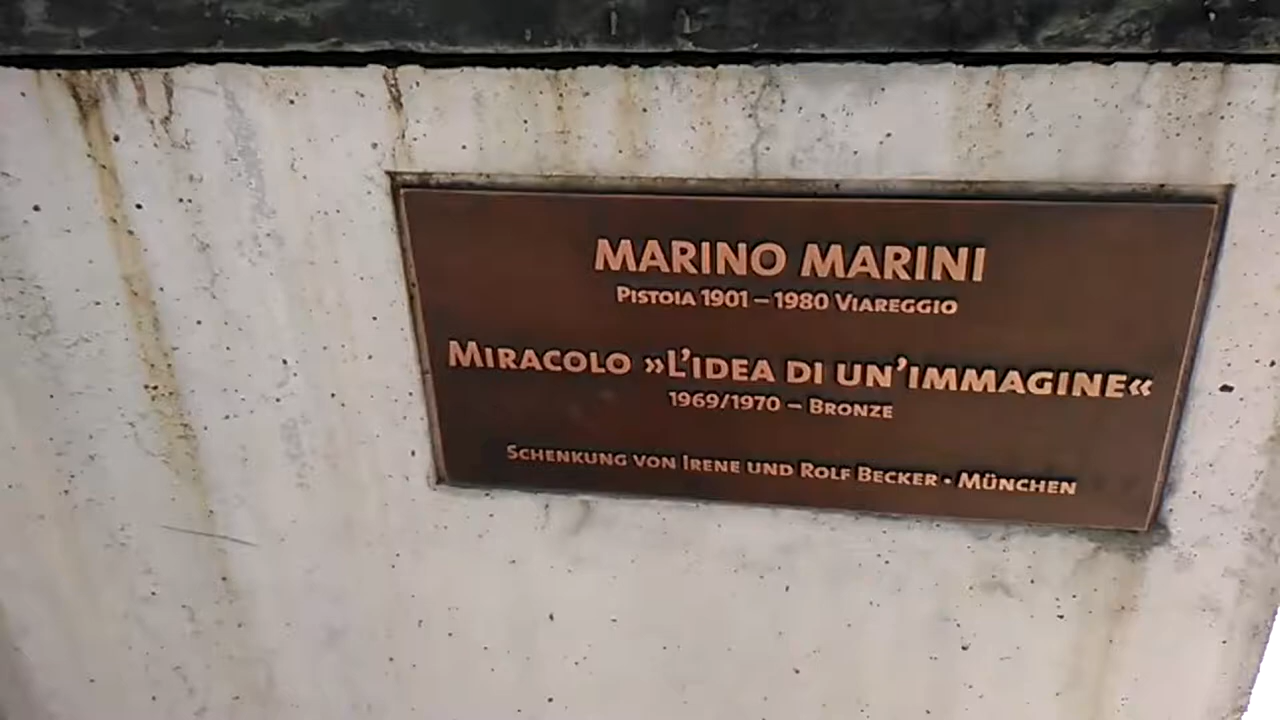 MARINO MARINI
PISTOIA 1901 – 1980 VIAREGGIO
MIRACOLO »L'IDEA DI UN'IMMAGINE«
1969/1970 – BRONZE
SCHENKUNG VON IRENE UND ROLF BECKER · MÜNCHEN